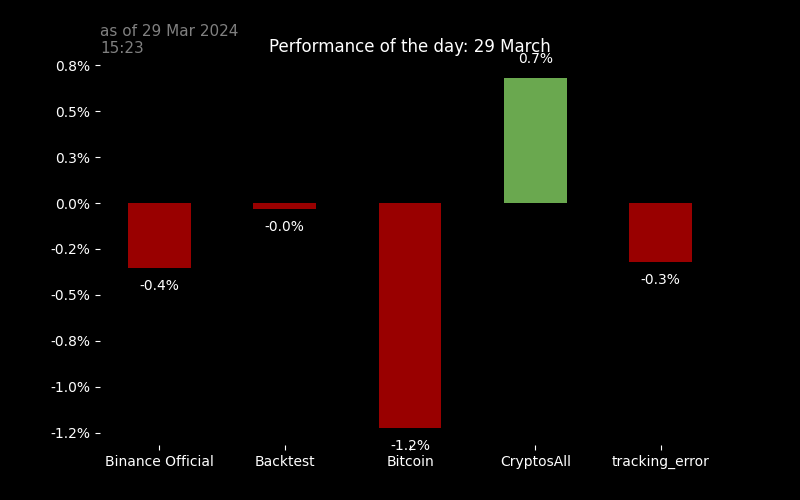 as of 29 Mar 2024
15:23
Performance of the day: 29 March
0.7%
0.8%
0.5%
0.3%
0.0%
-0.2%
-0.5%
-0.8%
-1.0%
-1.2%
-0.4%
-0.0%
-1.2%
-0.3%
Binance Official
Backtest
Bitcoin
CryptosAll
tracking_error